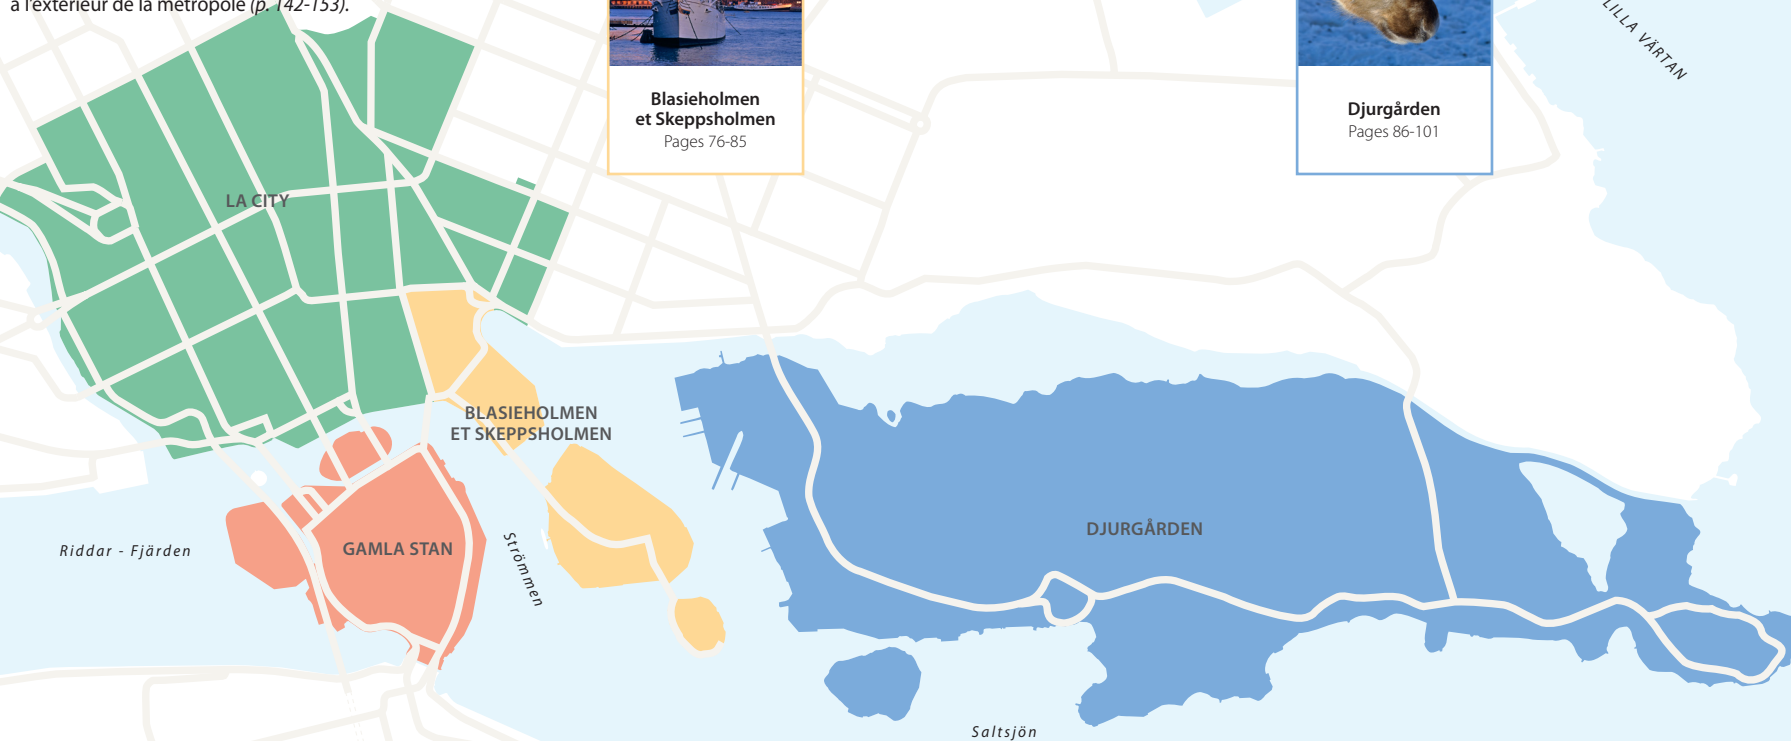 à l'extérieur de la métropole (p. 142-153).
LILLA VÄRTAN
Blasieholmen
et Skeppsholmen
Pages 76-85
Djurgården
Pages 86-101
LA CITY
BLASIEHOLMEN
ET SKEPPSHOLMEN
DJURGÅRDEN
Riddar - Fjärden
GAMLA STAN
Strömmen
Saltsjön